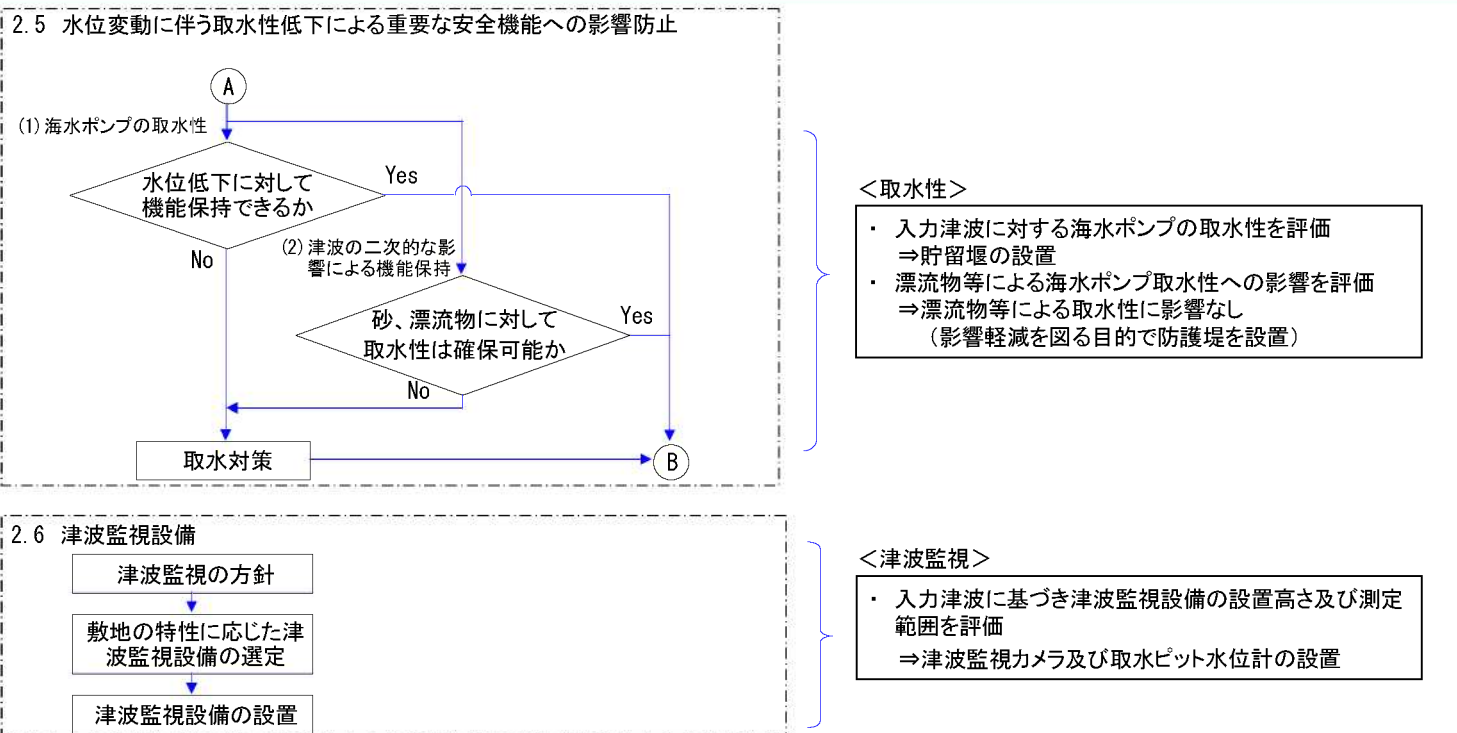 2.5 水位変動に伴う取水性低下による重要な安全機能への影響防止
A
(1)海水ポンプの取水性
水位低下に対して
機能保持できるか
Yes
No
(2)津波の二次的な影
響による機能保持
砂、漂流物に対して
取水性は確保可能か
Yes
No
取水対策
B
＜取水性＞
・ 入力津波に対する海水ポンプの取水性を評価
⇒貯留堰の設置
・ 漂流物等による海水ポンプ取水性への影響を評価
⇒漂流物等による取水性に影響なし
（影響軽減を図る目的で防護堤を設置）
2.6 津波監視設備
津波監視の方針
敷地の特性に応じた津
波監視設備の選定
津波監視設備の設置
＜津波監視＞
・ 入力津波に基づき津波監視設備の設置高さ及び測定
範囲を評価
⇒津波監視カメラ及び取水ピット水位計の設置